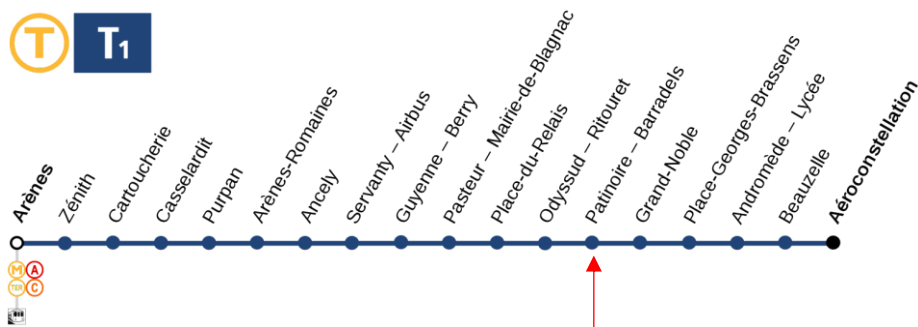 T T1
Arènes
Zénith
Cartoucherie
Casselardit
Purpan
Arènes-Romaines
Ancely
Servanty – Airbus
Guyenne – Berry
Pasteur – Mairie-de-Blagnac
Place-du-Relais
Odyssud – Ritouret
Patinoire – Barradels
Grand-Noble
Place-Georges-Brassens
Andromède – Lycée
Beauzelle
Aéroconstellation
M A
TER C